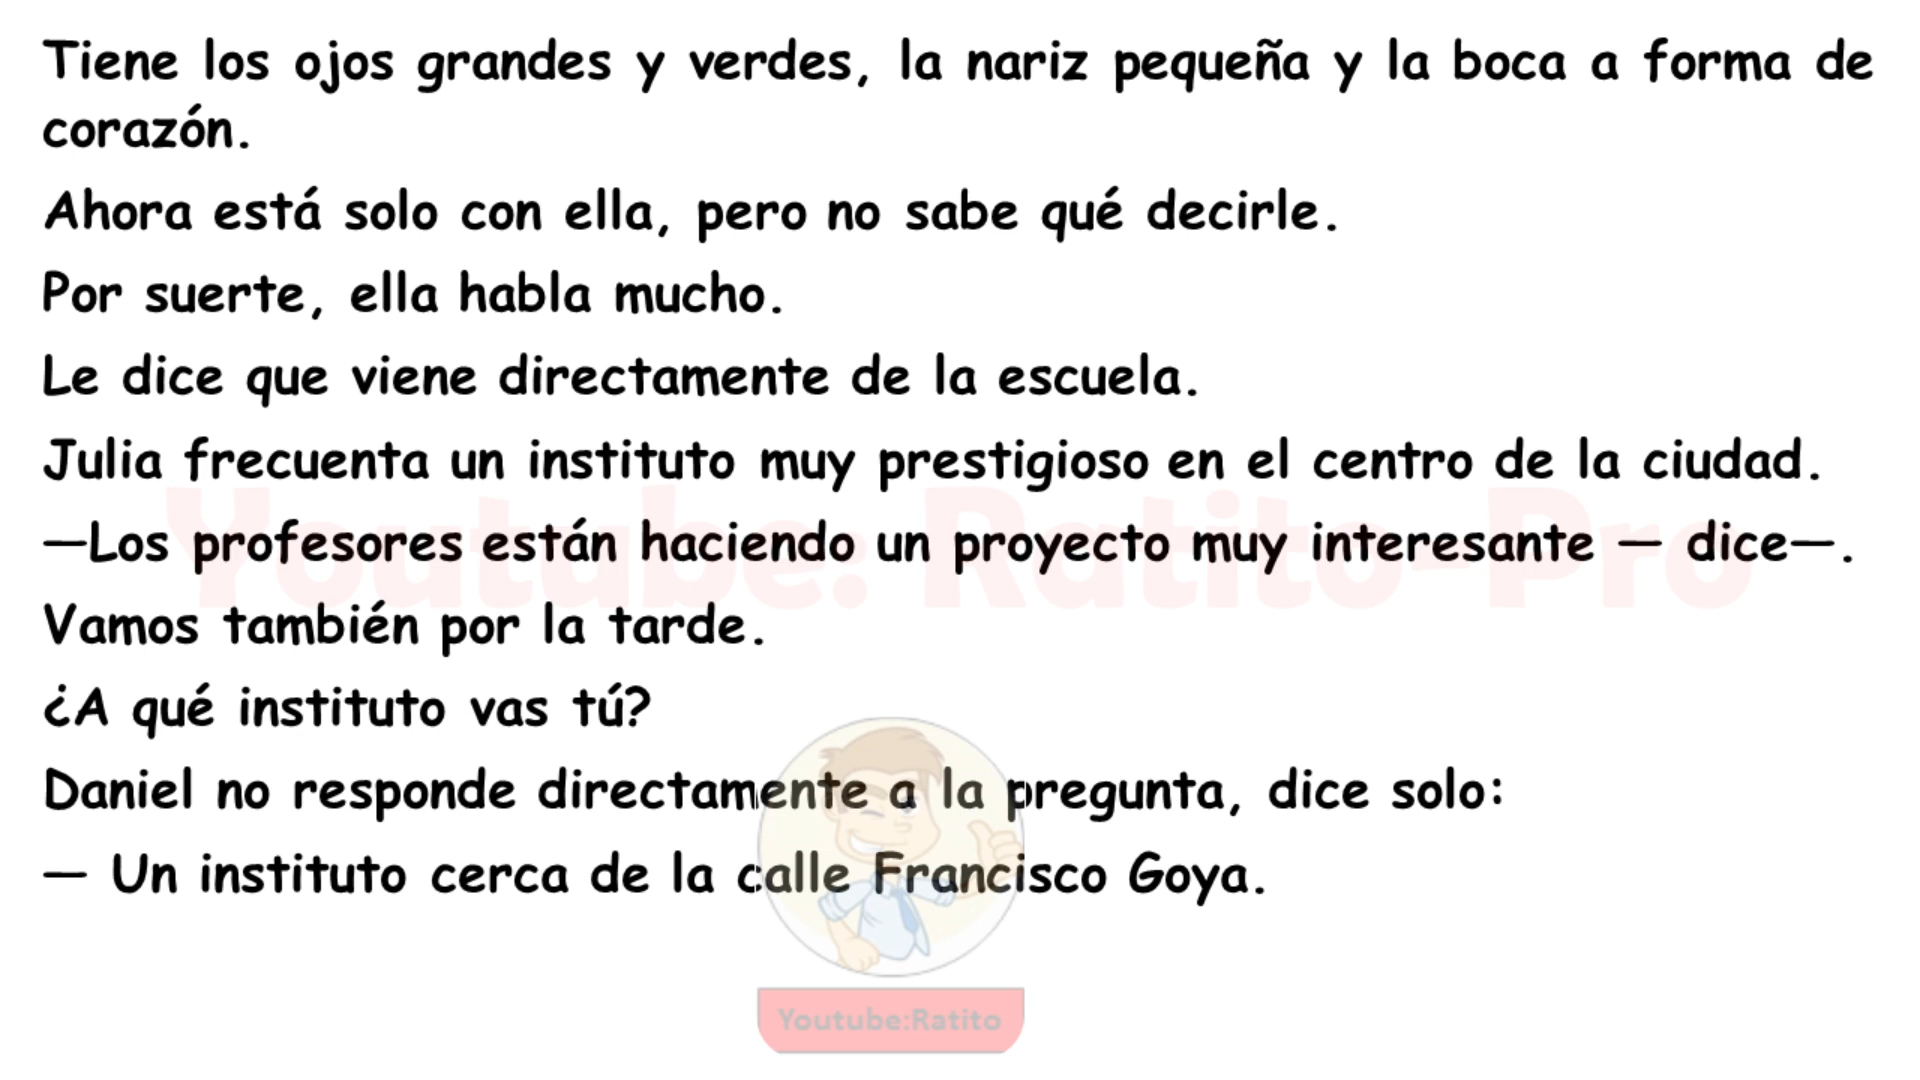 Tiene los ojos grandes y verdes, la nariz pequeña y la boca a forma de
corazón.
Ahora está solo con ella, pero no sabe qué decirle.
Por suerte, ella habla mucho.
Le dice que viene directamente de la escuela.
Julia frecuenta un instituto muy prestigioso en el centro de la ciudad.
Youtube: Ratito-Pro
—Los profesores están haciendo un proyecto muy interesante — dice—.
Vamos también por la tarde.
¿A qué instituto vas tú?
Daniel no responde directamente a la pregunta, dice solo:
— Un instituto cerca de la calle Francisco Goya.
Youtube:Ratito